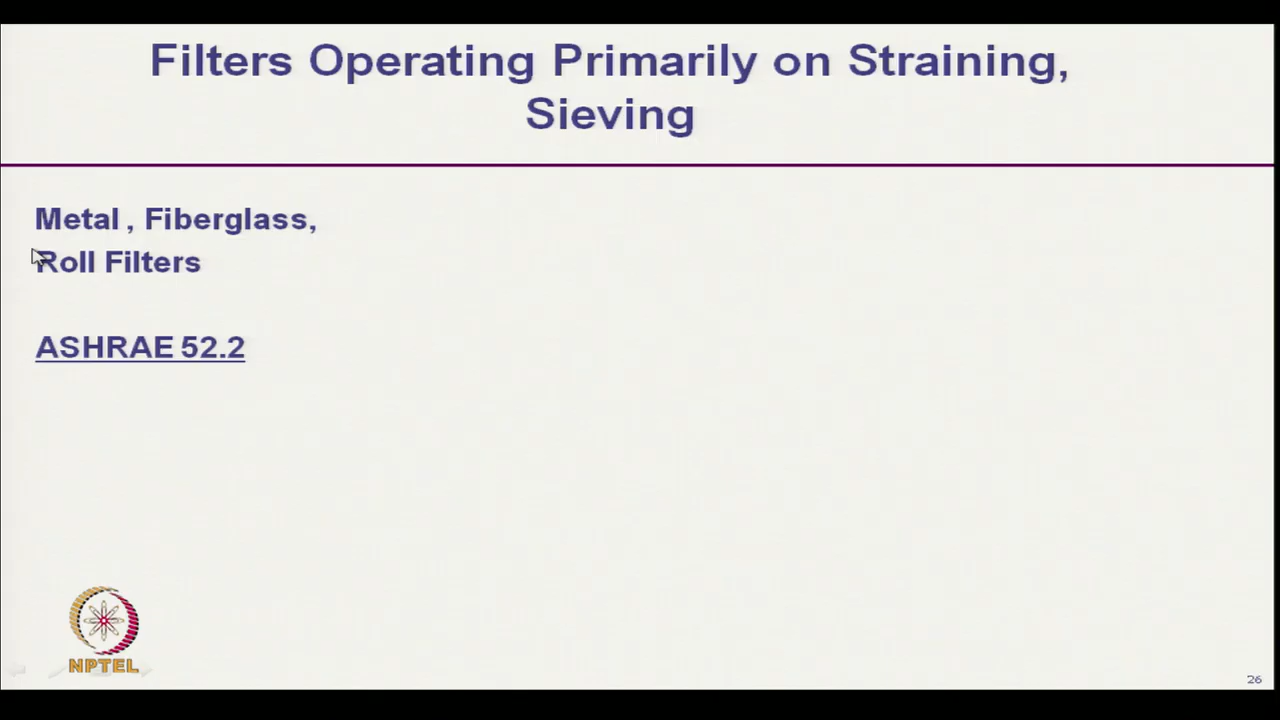 Filters Operating Primarily on Straining,
Sieving
Metal , Fiberglass,
Roll Filters
ASHRAE 52.2
NPTEL
26